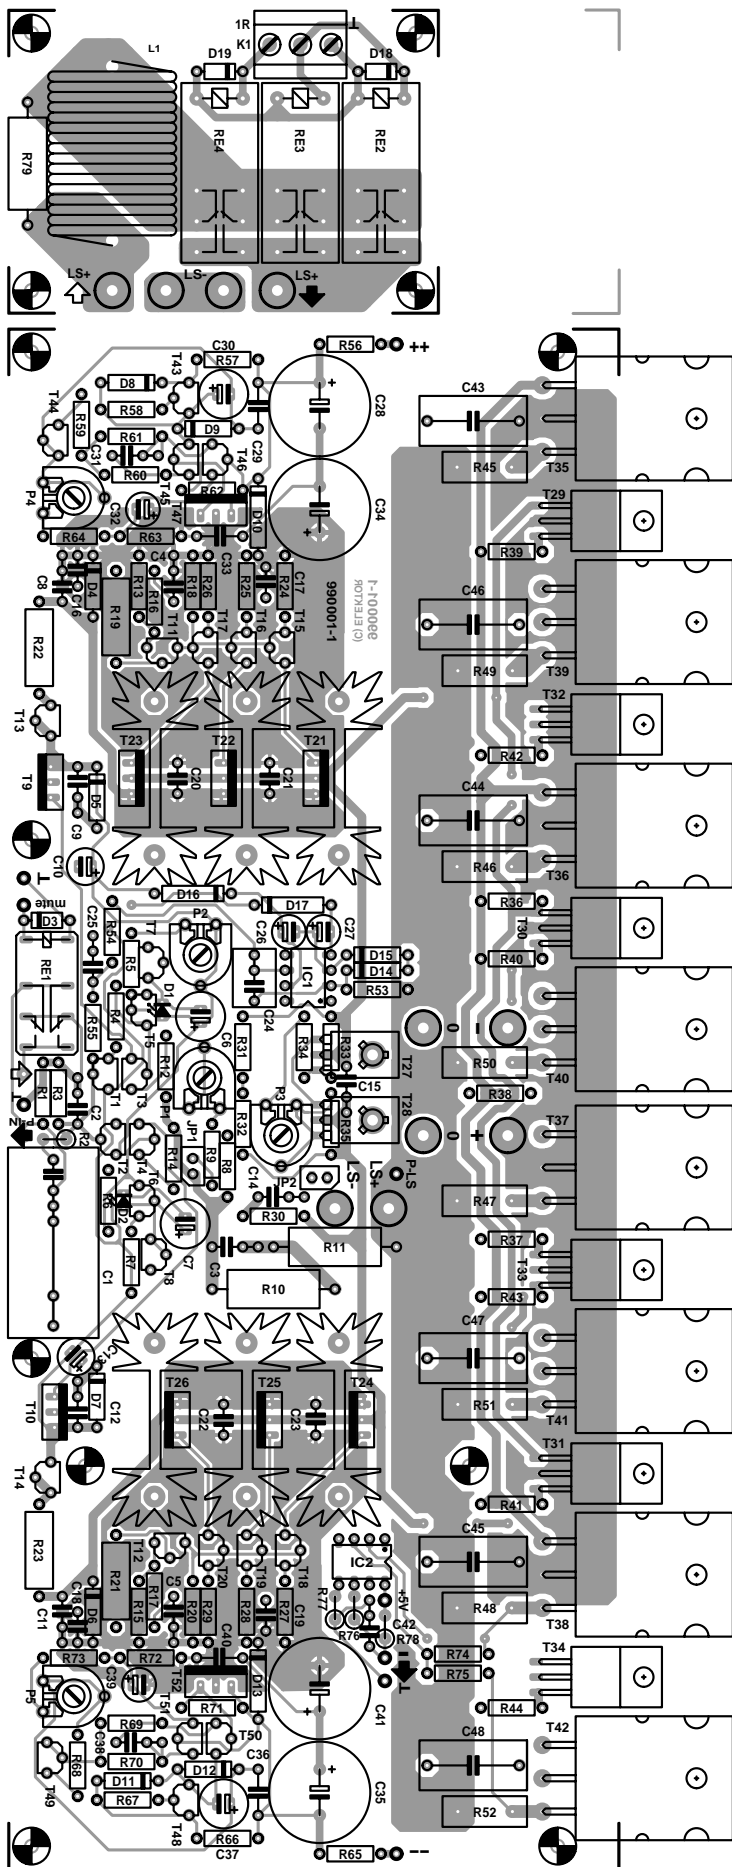 1R
⊥
K1
D19
D18
L1
R79
RE4
RE3
RE2
LS+
LS-
LS+
C30
R56
++
T43
R57
D8
R58
T44
R59
C28
C43
D9
R61
C31
C29
T46
R45
T35
R60
T45
R62
P4
C32
T47
D10
C34
T29
R64
R63
C33
R39
C4
C8
C16
D4
R19
R13
R16
R18
R26
R25
C17
R24
990001-1
990001-1
(C) ELEKTOR
C46
R22
T11
T17
T16
T15
R49
T39
T13
T32
T23
T22
T21
R42
T9
C20
C21
D5
C9
C44
C10
R46
T36
D16
D17
R36
mute
D3
C25
R54
T7
P2
C26
C27
T30
RE1
R5
IC1
D15
D14
R53
R40
D1
C24
R55
R4
T5
C6
0
-
R31
R34
R33
T27
R50
T40
R12
R1
R3
C2
T1
T3
P1
C15
R38
P-IN
R2
P3
R32
R35
T28
0
+
T37
JP1
T2
T4
R14
R9
R8
T6
C14
JP2
LS-
LS+
P-LS
R47
R6
D2
R30
R37
R7
T8
C7
C3
R11
T33
C1
R10
R43
C13
C47
T26
T25
T24
D7
C12
T10
C22
C23
R51
T41
T14
T31
R41
R23
T12
T20
T19
T18
IC2
C45
+5V
R21
R17
C5
R77
C11
C18
D6
R15
R20
R29
R28
R27
C19
R76
C42
R78
R48
T38
C40
R73
R72
R74
T34
C39
T52
D13
R75
P5
T51
R71
C41
R44
R69
C38
T50
C48
T42
R70
C36
R68
D11
D12
C35
T49
R67
T48
R52
R66
C37
R65
--